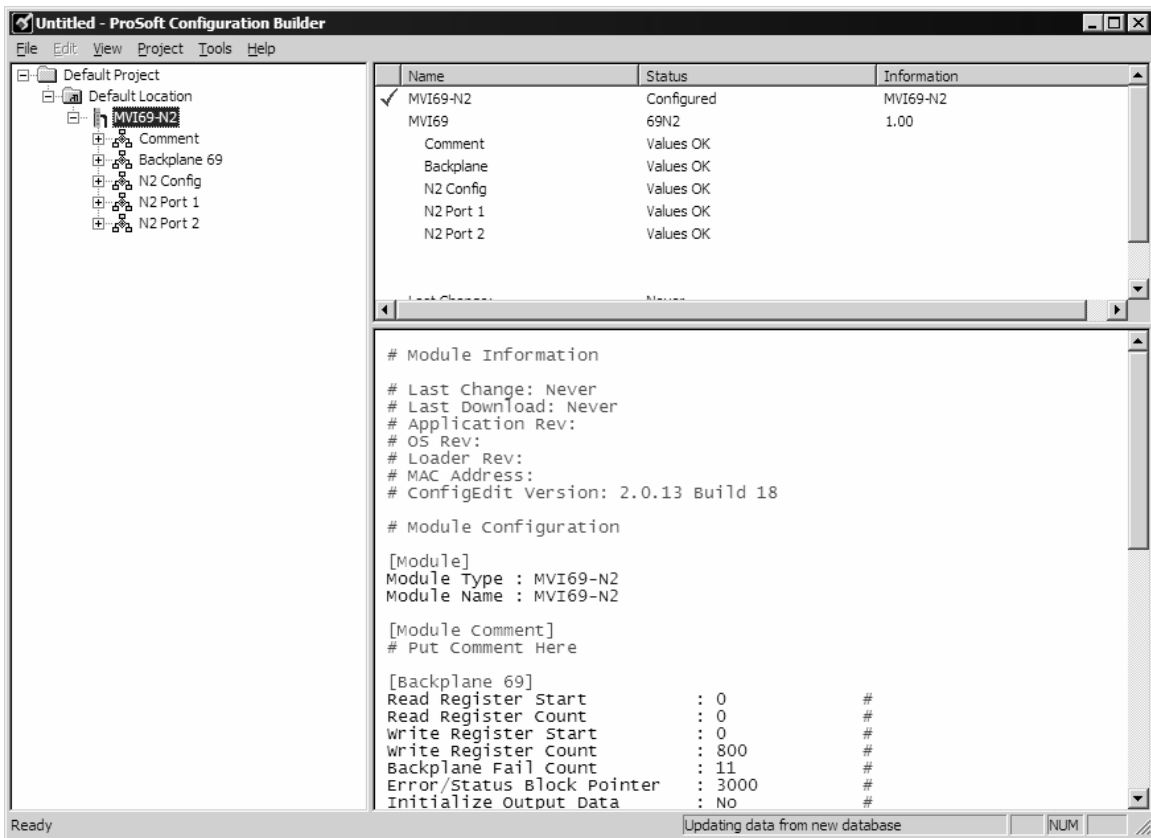 Untitled - ProSoft Configuration Builder
File Edit View Project Tools Help
Default Project
Default Location
MVI69-N2
Comment
Backplane 69
N2 Config
N2 Port 1
N2 Port 2
Name Status Information
MVI69-N2 Configured MVI69-N2
MVI69 69N2 1.00
Comment Values OK
Backplane Values OK
N2 Config Values OK
N2 Port 1 Values OK
N2 Port 2 Values OK
Last Change: Never
# Module Information
# Last Change: Never
# Last Download: Never
# Application Rev:
# OS Rev:
# Loader Rev:
# MAC Address:
# ConfigEdit Version: 2.0.13 Build 18
# Module Configuration
[Module]
Module Type : MVI69-N2
Module Name : MVI69-N2
[Module Comment]
# Put Comment Here
[Backplane 69]
Read Register Start : 0 #
Read Register Count : 0 #
Write Register Start : 0 #
Write Register Count : 800 #
Backplane Fail Count : 11 #
Error/Status Block Pointer : 3000 #
Initialize Output Data : No #
Ready Updating data from new database NUM